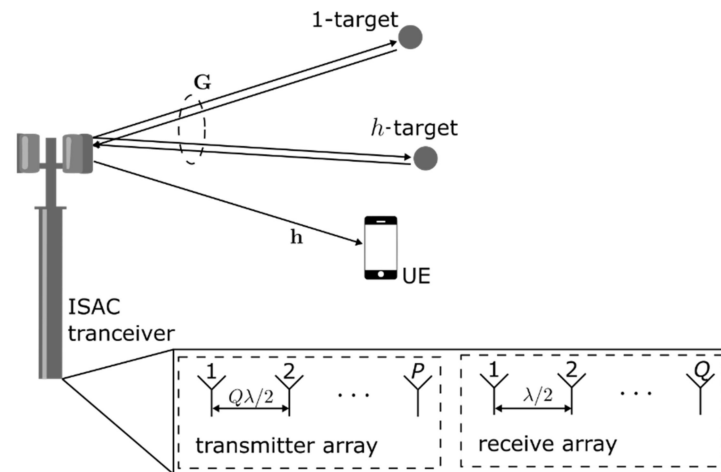 1-target
G
h-target
h
UE
ISAC
tranceiver
1 2 P 1 2 Q
Qλ/2 · · · λ/2 · · ·
transmitter array receive array